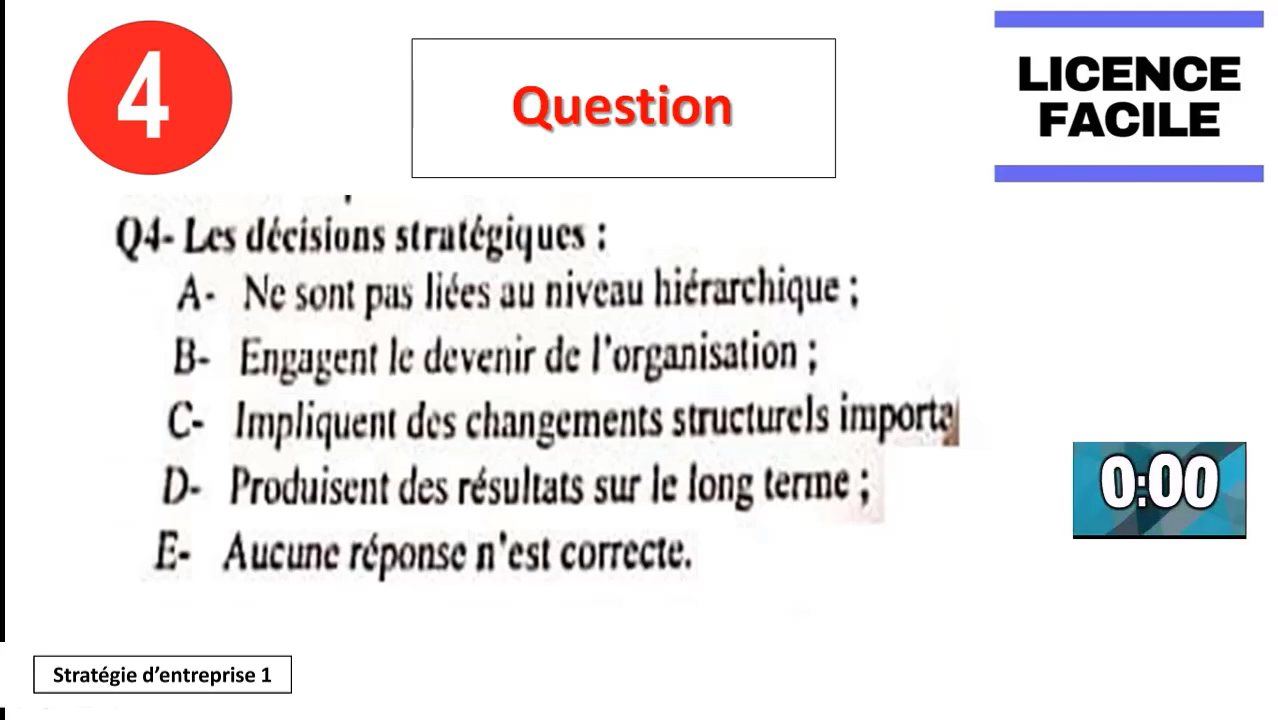 4
Question
LICENCE
FACILE
Q4- Les décisions stratégiques :
A- Ne sont pas liées au niveau hiérarchique ;
B- Engagent le devenir de l'organisation ;
C- Impliquent des changements structurels importa
D- Produisent des résultats sur le long terme ;
E- Aucune réponse n'est correcte.
0:00
Stratégie d'entreprise 1